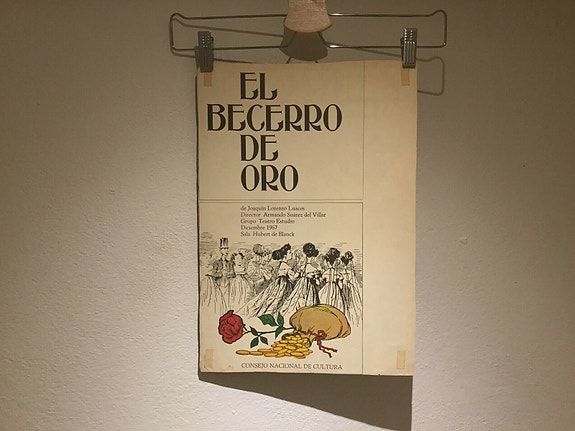 EL
BECERRO
DE
ORO
de Joaquín Lorenzo Luaces
Director Armando Suárez del Villar
Grupo Teatro Estudio
Diciembre 1967
Sala Hubert de Blanck
CONSEJO NACIONAL DE CULTURA